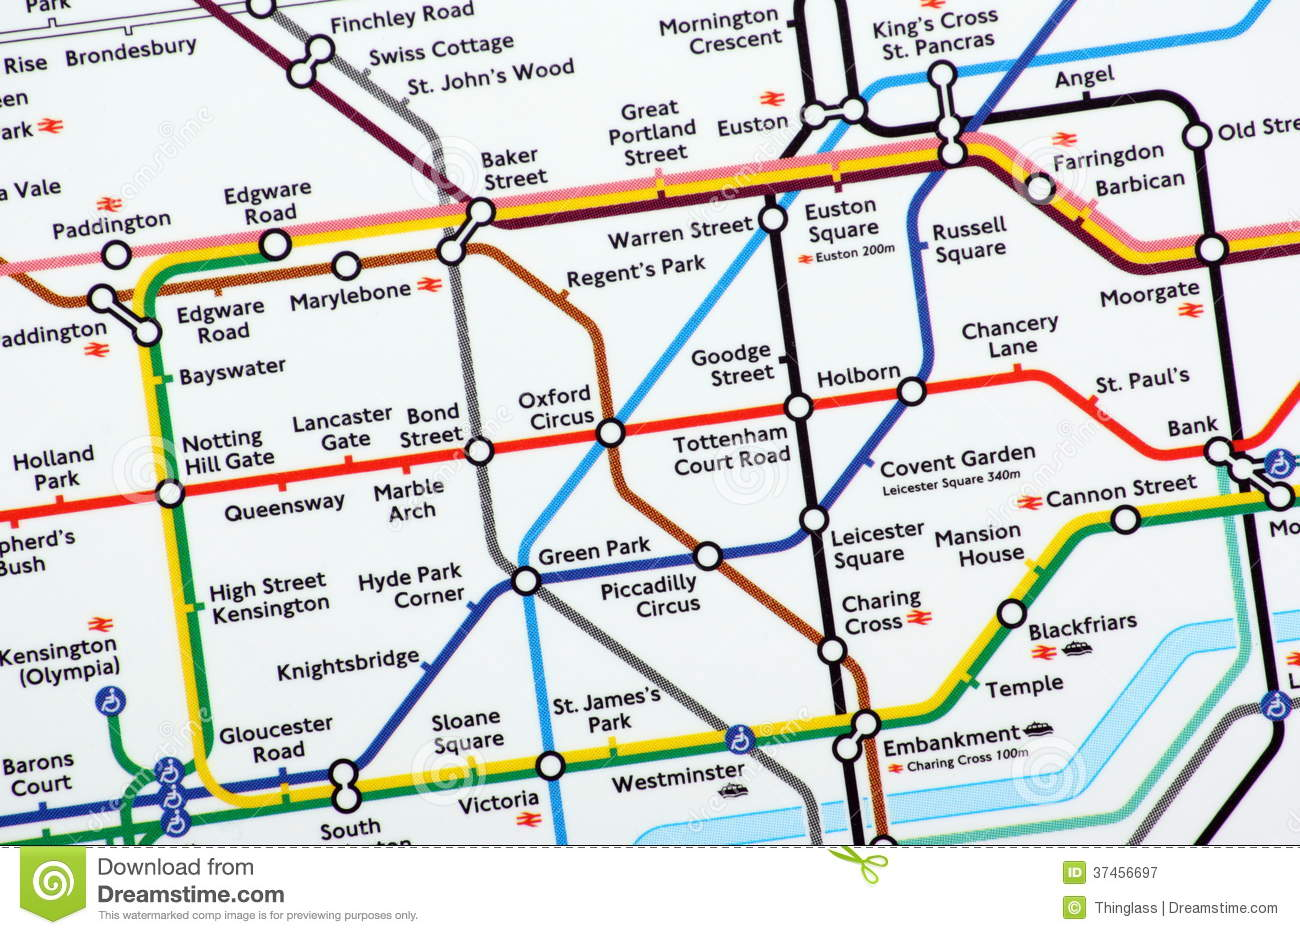 Park
Brondesbury
Rise
Finchley Road
Swiss Cottage
St. John's Wood
Mornington
Crescent
King's Cross
St. Pancras
Angel
Old Stre
een
ark
a Vale
Great
Portland
Street
Euston
Farringdon
Barbican
Baker
Street
Edgware
Road
Paddington
Warren Street
Euston
Square
Euston 200m
Russell
Square
Regent's Park
Marylebone
Edgware
Road
addington
Moorgate
Bayswater
Goodge
Street
Chancery
Lane
Holborn
St. Paul's
Oxford
Circus
Bond
Street
Lancaster
Gate
Notting
Hill Gate
Holland
Park
Bank
Tottenham
Court Road
Covent Garden
Leicester Square 340m
Marble
Arch
Queensway
Cannon Street
Mo
pherd's
Bush
Leicester
Square
Mansion
House
Green Park
Hyde Park
Corner
High Street
Kensington
Piccadilly
Circus
Charing
Cross
Blackfriars
Kensington
(Olympia)
Knightsbridge
Temple
L
St. James's
Park
Sloane
Square
Gloucester
Road
Embankment
Charing Cross 100m
Westminster
Barons
Court
Victoria
South
Download from
Dreamstime.com
This watermarked comp image is for previewing purposes only.
ID 37456697
© Thinglass | Dreamstime.com